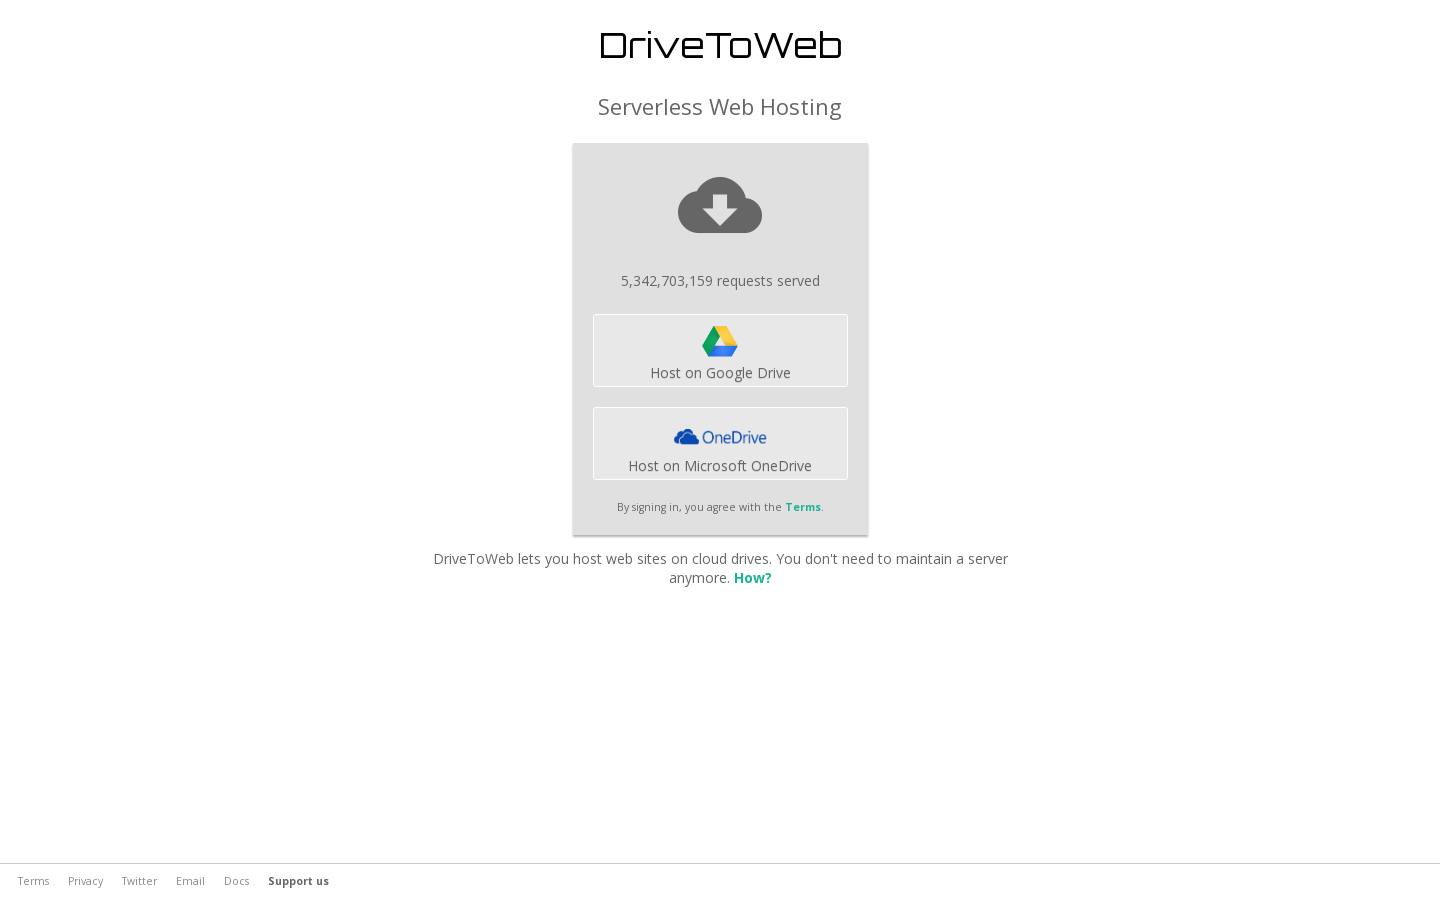 DriveToWeb
Serverless Web Hosting
5,342,703,159 requests served
Host on Google Drive
OneDrive
Host on Microsoft OneDrive
By signing in, you agree with the Terms.
DriveToWeb lets you host web sites on cloud drives. You don't need to maintain a server
anymore. How?
Terms Privacy Twitter Email Docs Support us